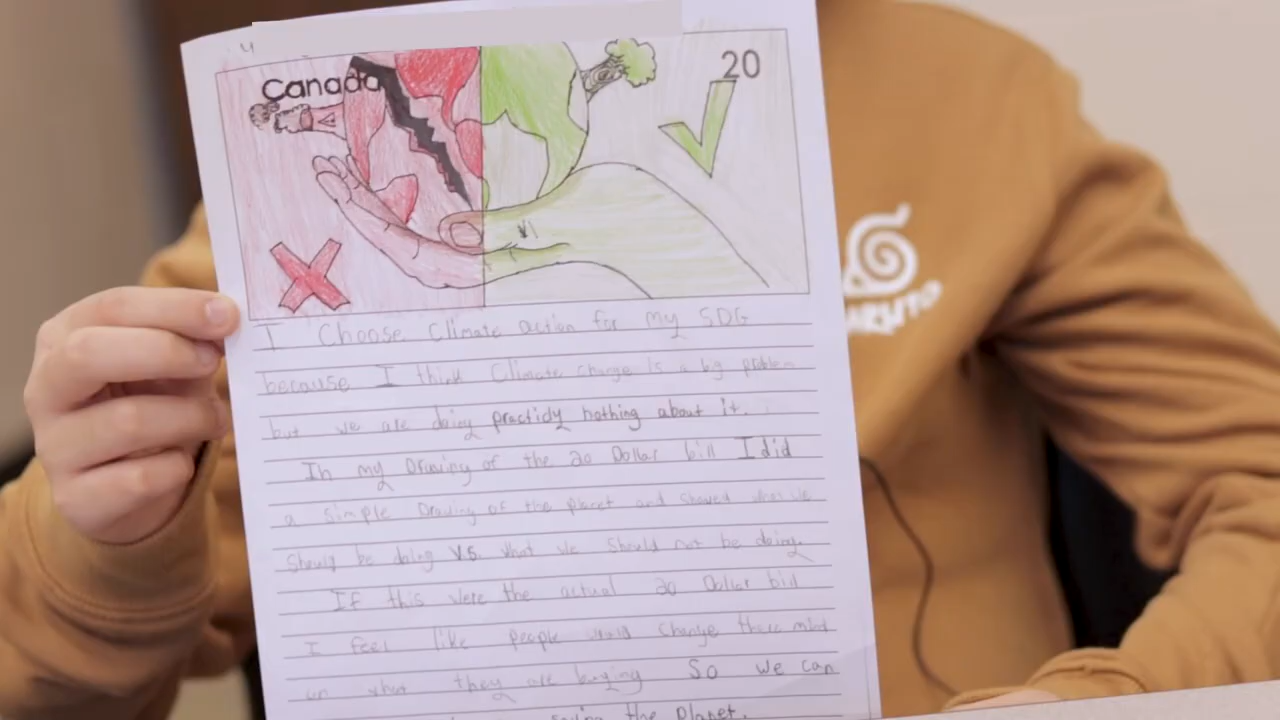 4
Canada
20
I Choose Climate action for my SDG
because I think Climate change is a big problem
but we are doing practidy nothing about it.
In my Drawing of the 20 Dollar bill I did
a simple Drawing of the planet and showed what we
should be doing V.S. what we should not be doing.
If this were the actual 20 Dollar bill
I feel like people would change there mind
on what they are buying So we can
saving the planet.
NARUTO